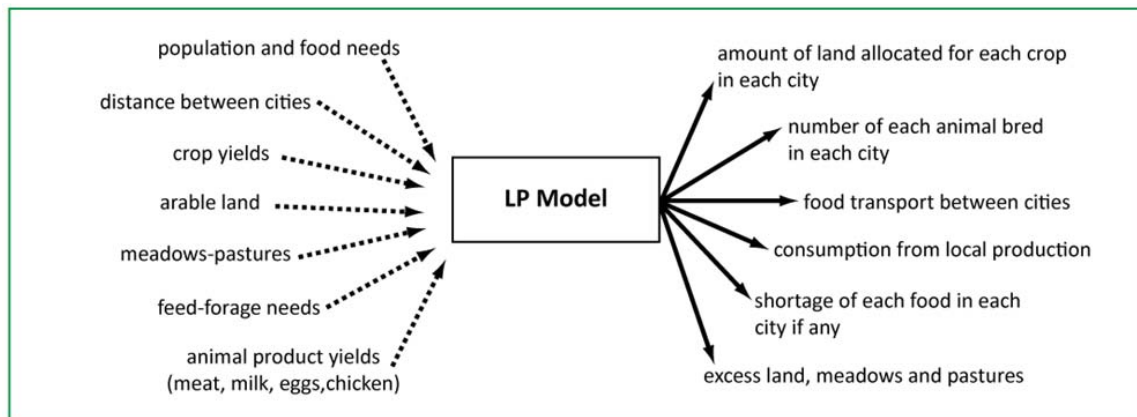 population and food needs
distance between cities
crop yields
arable land
meadows-pastures
feed-forage needs
animal product yields
(meat, milk, eggs,chicken)
LP Model
amount of land allocated for each crop
in each city
number of each animal bred
in each city
food transport between cities
consumption from local production
shortage of each food in each
city if any
excess land, meadows and pastures